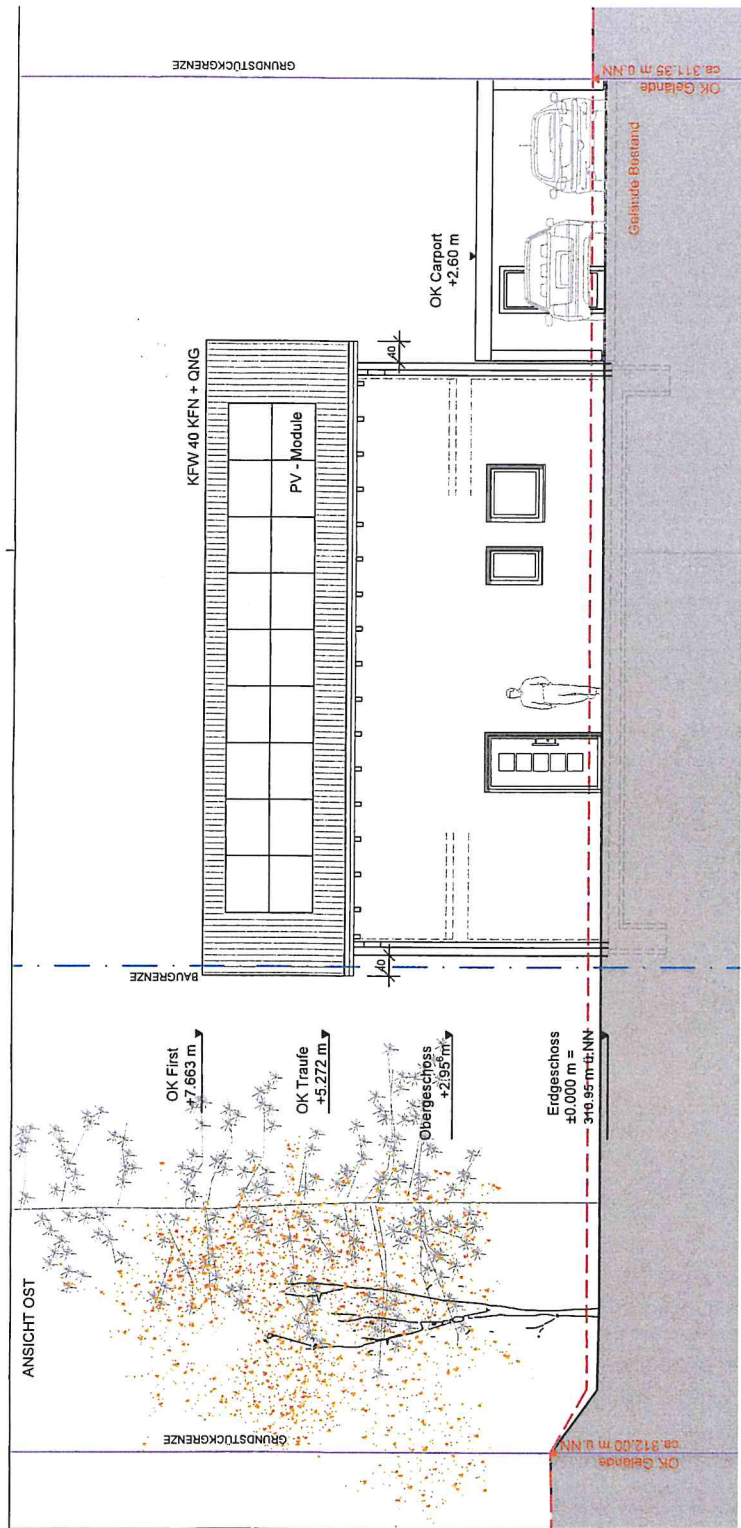 ANSICHT OST
GRUNDSTÜCKGRENZE
OK Gelände
ca.312.00 m ü.NN
OK First
+7.663 m
OK Traufe
+5.272 m
Obergeschoss
+2.95⁶ m
Erdgeschoss
±0.000 m =
310.95 m ü.NN
BAUGRENZE
40
KFW 40 KFN + QNG
PV - Module
40
OK Carport
+2.60 m
GRUNDSTÜCKGRENZE
OK Gelände
ca.311.35 m ü.NN
Gelände Bestand